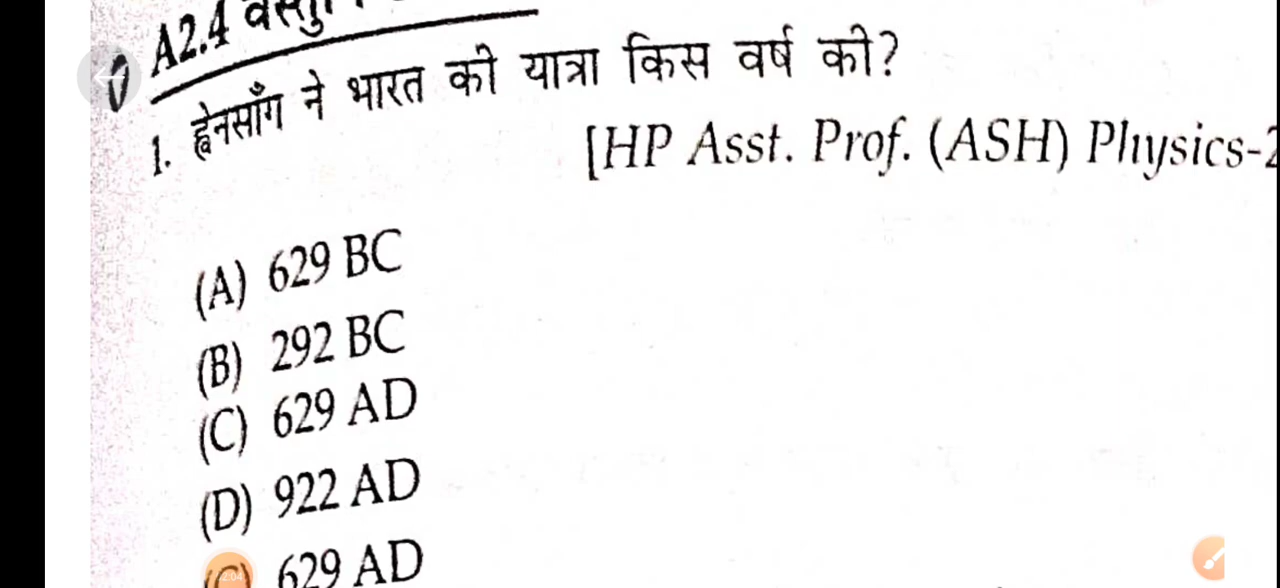 A2.4
1. ह्वेनसाँग ने भारत की यात्रा किस वर्ष की?
[HP Asst. Prof. (ASH) Physics-2
(A) 629 BC
(B) 292 BC
(C) 629 AD
(D) 922 AD
(C) 629 AD